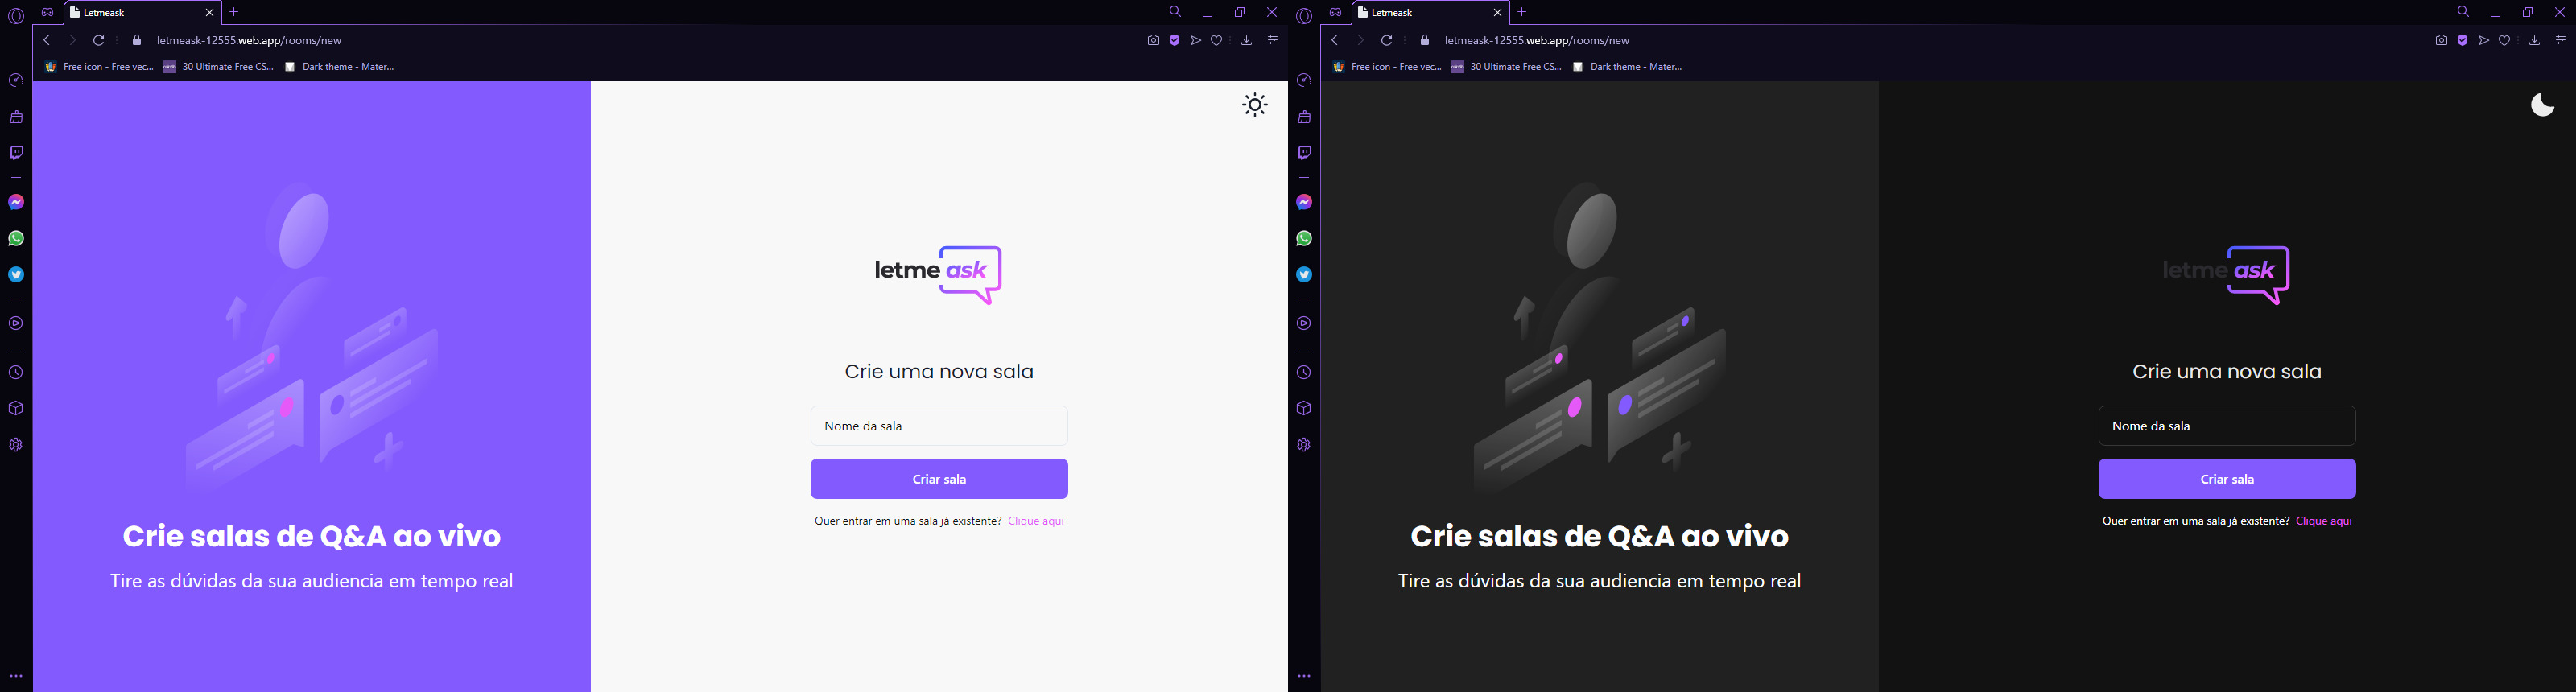 Letmeask
letmeask-12555.web.app/rooms/new
Free icon - Free vec...
30 Ultimate Free CS...
Dark theme - Mater...
Crie salas de Q&A ao vivo
Tire as dúvidas da sua audiencia em tempo real
letme ask
Crie uma nova sala
Nome da sala
Criar sala
Quer entrar em uma sala já existente? Clique aqui
Letmeask
letmeask-12555.web.app/rooms/new
Free icon - Free vec...
30 Ultimate Free CS...
Dark theme - Mater...
Crie salas de Q&A ao vivo
Tire as dúvidas da sua audiencia em tempo real
letme ask
Crie uma nova sala
Nome da sala
Criar sala
Quer entrar em uma sala já existente? Clique aqui